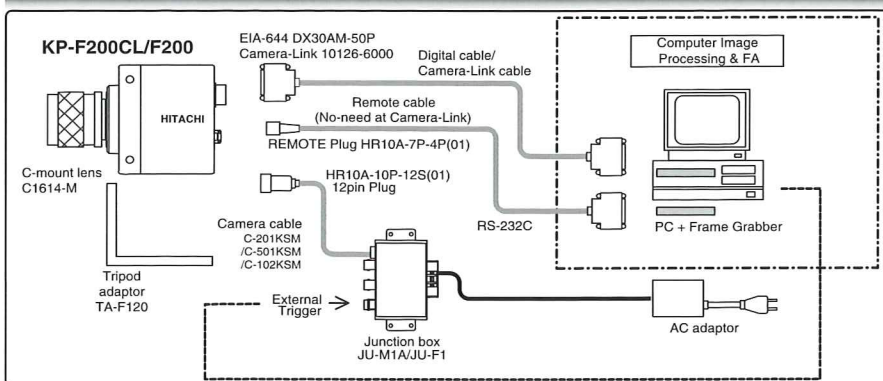 KP-F200CL/F200
EIA-644 DX30AM-50P
Camera-Link 10126-6000
Digital cable/
Camera-Link cable
Computer Image
Processing & FA
HITACHI
Remote cable
(No-need at Camera-Link)
REMOTE Plug HR10A-7P-4P(01)
C-mount lens
C1614-M
HR10A-10P-12S(01)
12pin Plug
RS-232C
PC + Frame Grabber
Camera cable
C-201KSM
/C-501KSM
/C-102KSM
Tripod
adaptor
TA-F120
External
Trigger
AC adaptor
Junction box
JU-M1A/JU-F1